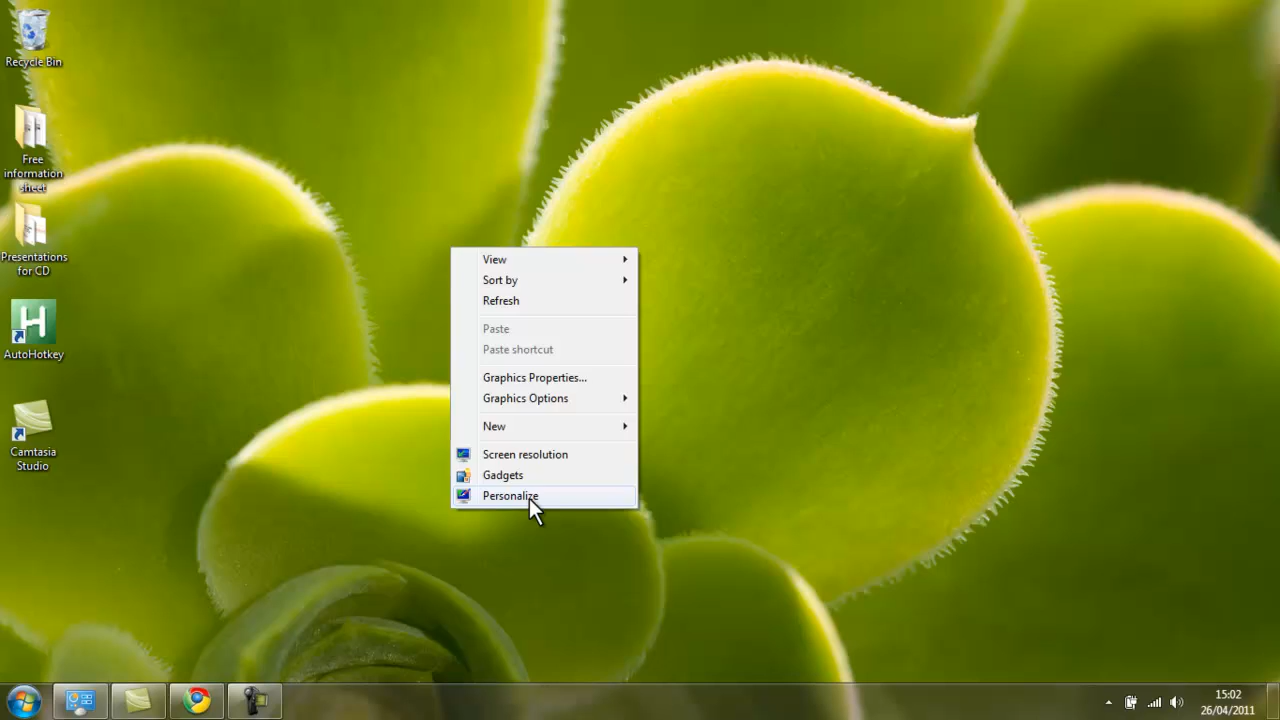 Recycle Bin
Free
information
sheet
Presentations
for CD
H
AutoHotkey
Camtasia
Studio
View
Sort by
Refresh
Paste
Paste shortcut
Graphics Properties...
Graphics Options
New
Screen resolution
Gadgets
Personalize
15:02
26/04/2011